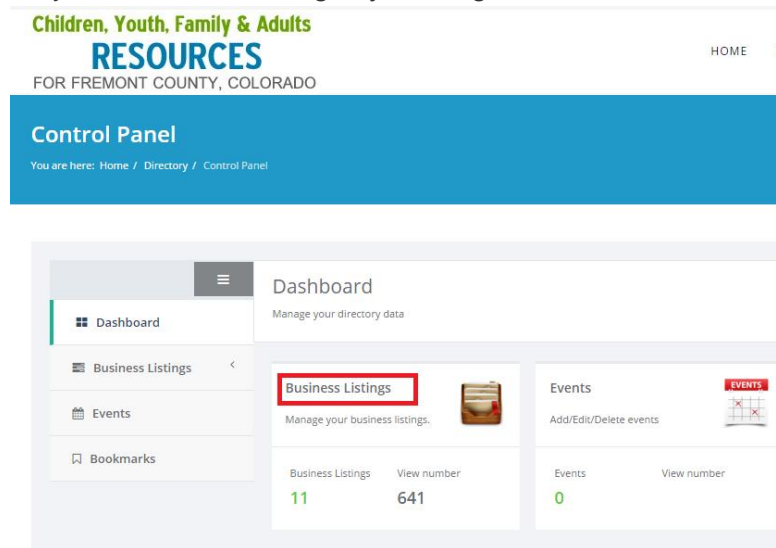 Children, Youth, Family & Adults
RESOURCES
FOR FREMONT COUNTY, COLORADO
HOME
Control Panel
You are here: Home / Directory / Control Panel
Dashboard
Manage your directory data
Dashboard
Business Listings
Events
Bookmarks
Business Listings
Manage your business listings.
Business Listings View number
11 641
Events
EVENTS
Add/Edit/Delete events
Events View number
0